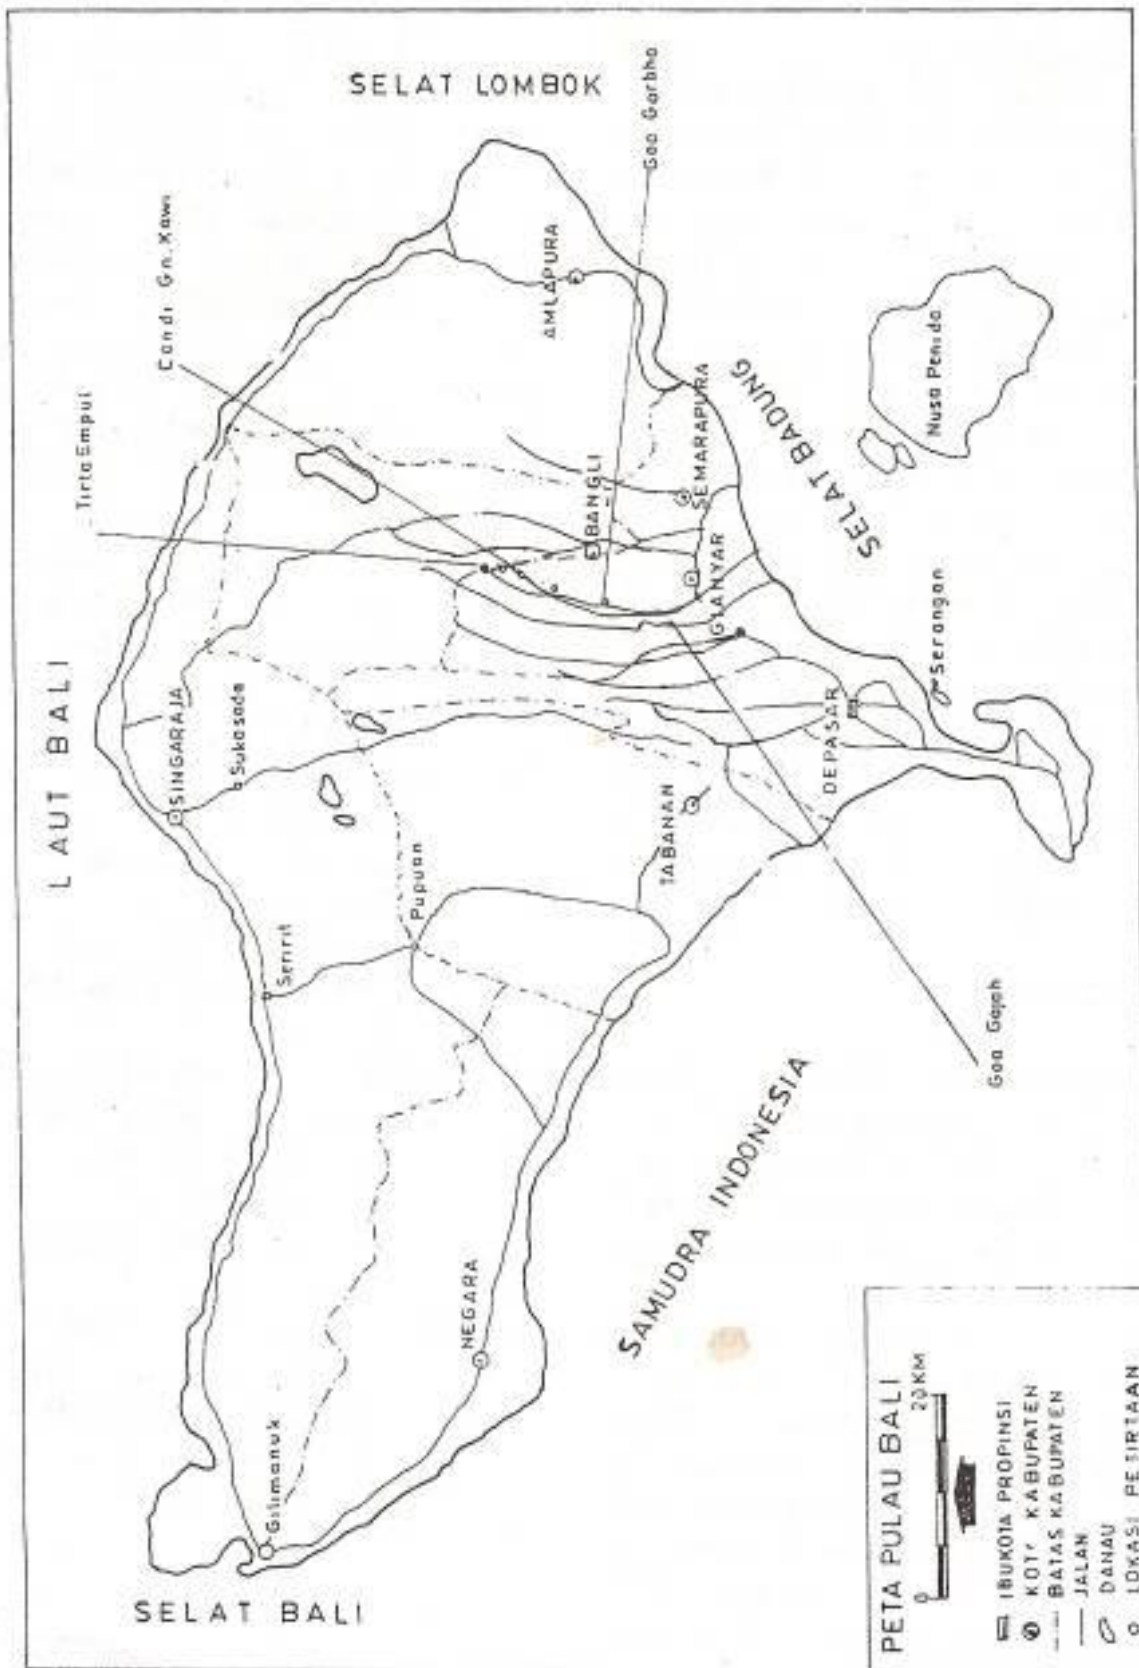 SELAT LOMBOK
Goa Garbha
Candi Gn. Kawi
Tirta Empul
AMLAPURA
Nusa Penida
SELAT BADUNG
SEMARAPURA
BANGLI
GIANYAR
Serangan
LAUT BALI
SINGARAJA
Sukasada
DEPASAR
TABANAN
Pupuan
Seririt
Goa Gajah
SAMUDRA INDONESIA
NEGARA
Gilimanuk
SELAT BALI
PETA PULAU BALI
0 20 KM
IBUKOTA PROPINSI
KOTA KABUPATEN
BATAS KABUPATEN
JALAN
DANAU
LOKASI PETIRTAAN